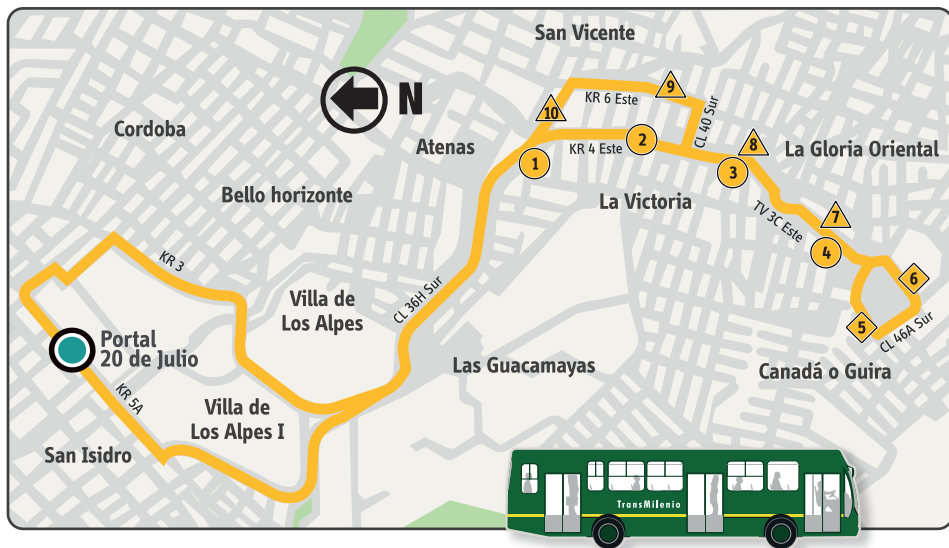 San Vicente
Cordoba
N
Atenas
10
KR 6 Este
9
CL 40 Sur
1
KR 4 Este
2
3
8
La Gloria Oriental
Bello horizonte
La Victoria
TV 3C Este
7
4
KR 3
Villa de
Los Alpes
CL 36H Sur
6
5
CL 46A Sur
Portal
20 de Julio
Las Guacamayas
Canadá o Guira
KR 5A
Villa de
Los Alpes I
San Isidro
TransMilenio